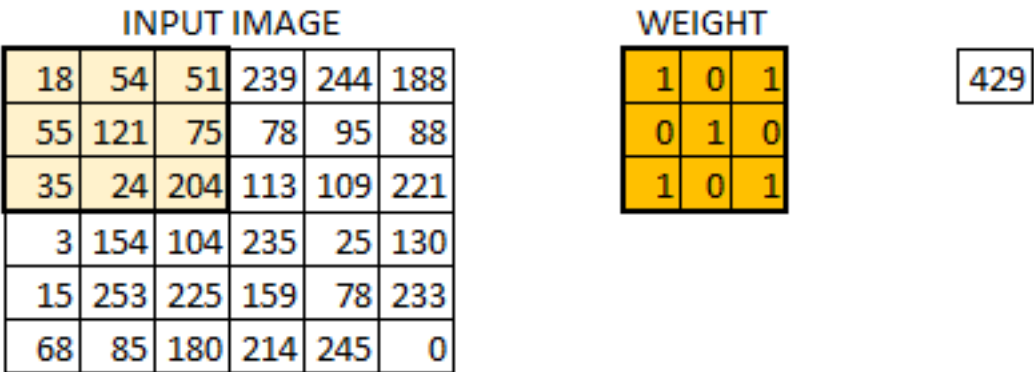 INPUT IMAGE WEIGHT
18 54 51 239 244 188 1 0 1 429
55 121 75 78 95 88 0 1 0
35 24 204 113 109 221 1 0 1
3 154 104 235 25 130
15 253 225 159 78 233
68 85 180 214 245 0